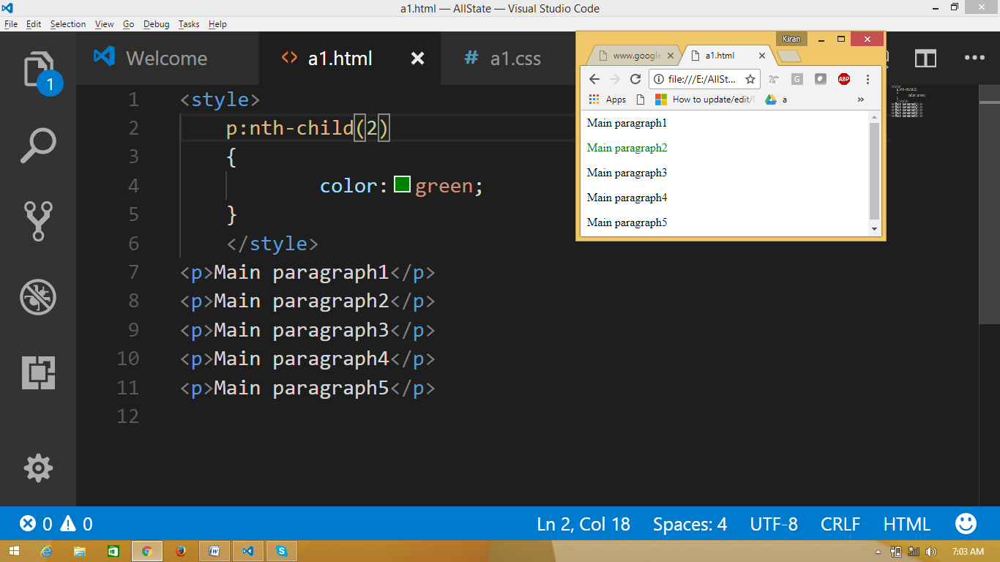 a1.html — AllState — Visual Studio Code
File Edit Selection View Go Debug Tasks Help
1
Welcome
<> a1.html
# a1.css
1 <style>
2 p:nth-child(2)
3 {
4 color: green;
5 }
6 </style>
7 <p>Main paragraph1</p>
8 <p>Main paragraph2</p>
9 <p>Main paragraph3</p>
10 <p>Main paragraph4</p>
11 <p>Main paragraph5</p>
12
Kiran
www.google
a1.html
file:///E:/AllSt...
G
ABP
Apps
How to update/edit/
a
»
Main paragraph1
Main paragraph2
Main paragraph3
Main paragraph4
Main paragraph5
0 0
Ln 2, Col 18 Spaces: 4 UTF-8 CRLF HTML
7:03 AM